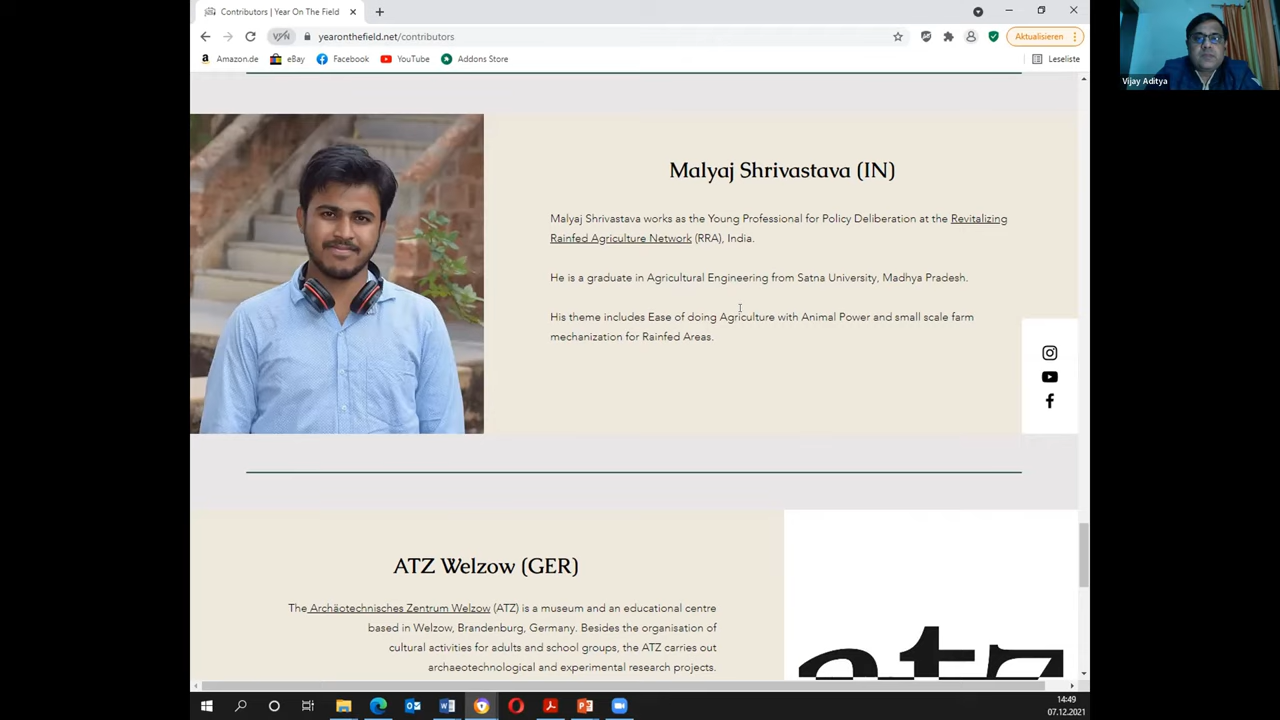 Contributors | Year On The Field
VPN
yearonthefield.net/contributors
Aktualisieren
Amazon.de
eBay
Facebook
YouTube
Addons Store
Leseliste
Vijay Aditya
Malyaj Shrivastava (IN)
Malyaj Shrivastava works as the Young Professional for Policy Deliberation at the Revitalizing
Rainfed Agriculture Network (RRA), India.
He is a graduate in Agricultural Engineering from Satna University, Madhya Pradesh.
His theme includes Ease of doing Agriculture with Animal Power and small scale farm
mechanization for Rainfed Areas.
ATZ Welzow (GER)
The Archäotechnisches Zentrum Welzow (ATZ) is a museum and an educational centre
based in Welzow, Brandenburg, Germany. Besides the organisation of
cultural activities for adults and school groups, the ATZ carries out
archaeotechnological and experimental research projects.
atz
14:49
07.12.2021